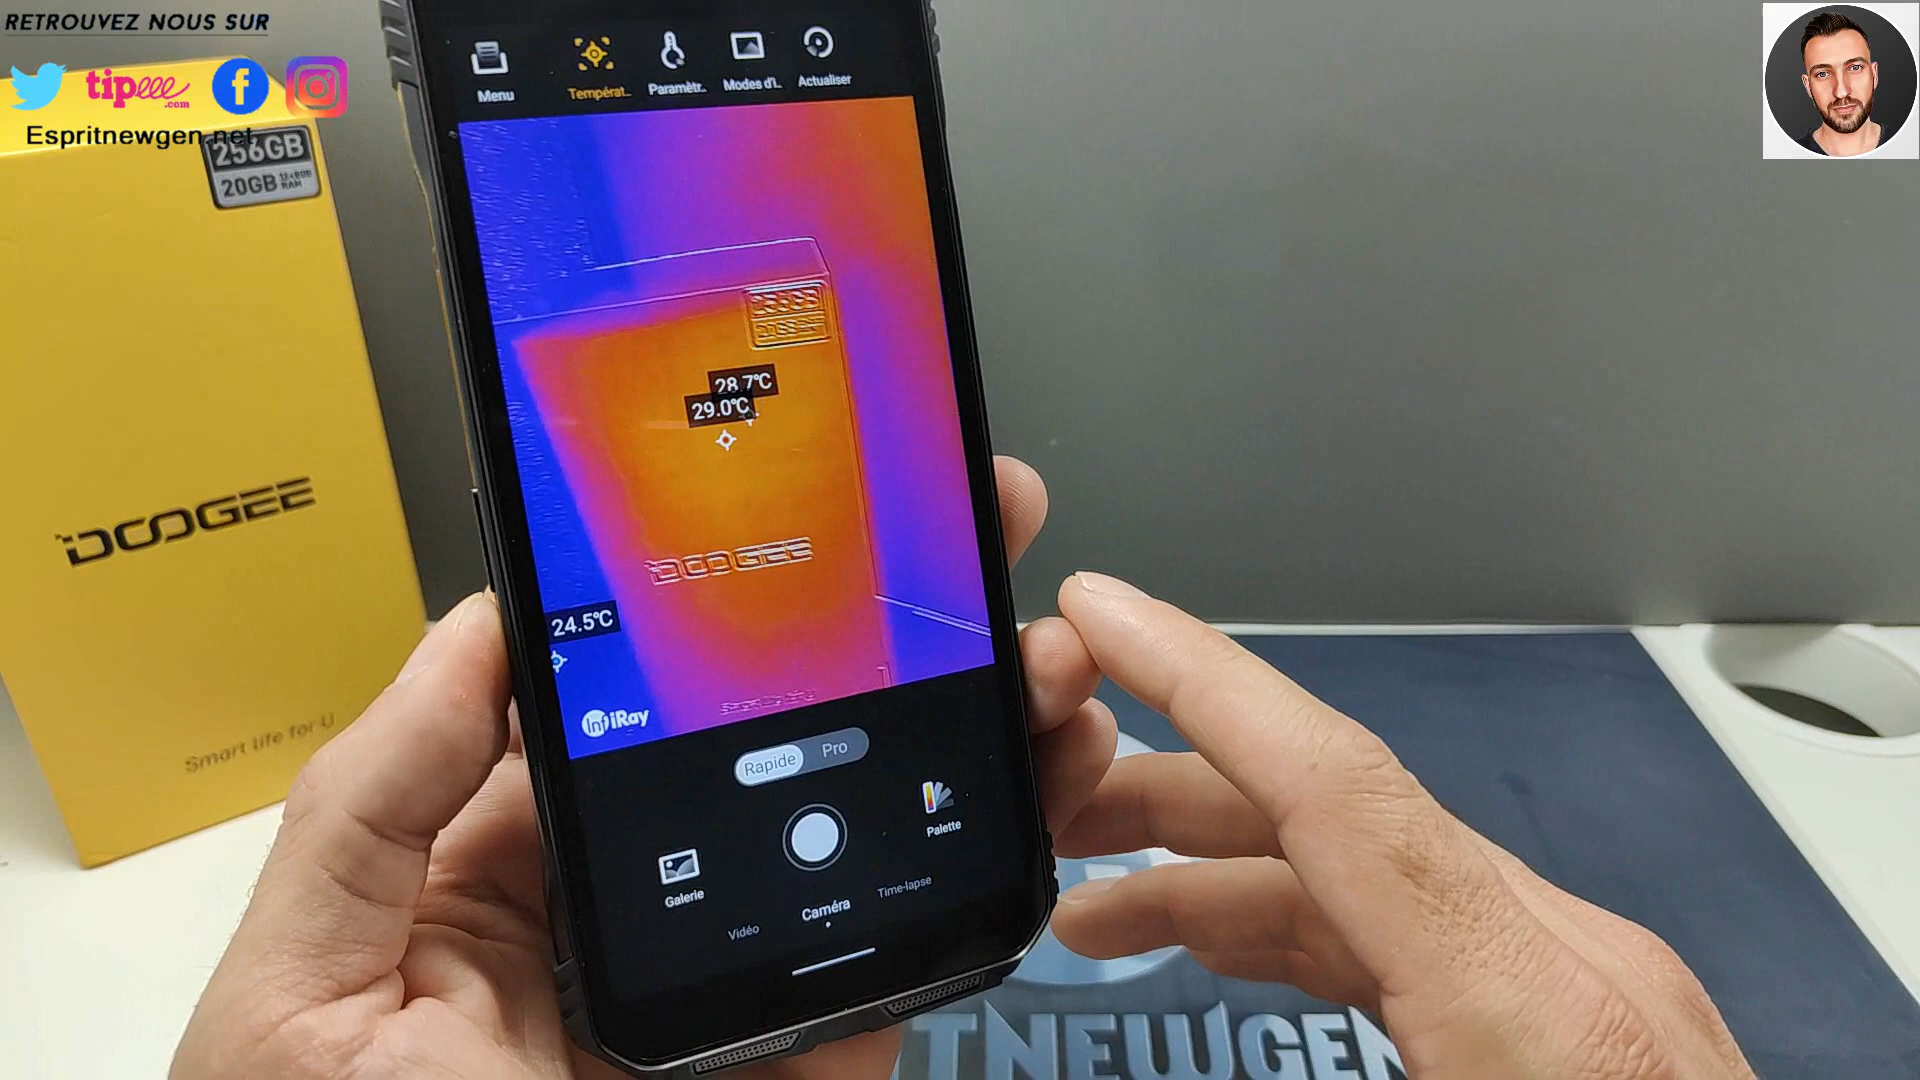 RETROUVEZ NOUS SUR
tipeee
.com
Espritnewgen.net
256GB
20GB
RAM
DOOGEE
Smart life for U
Menu
Températ..
Paramètr..
Modes d'i..
Actualiser
28.7°C
29.0°C
DOOGEE
24.5°C
InfiRay
Rapide
Pro
Palette
Galerie
Vidéo
Caméra
Time-lapse
TNEWGEN